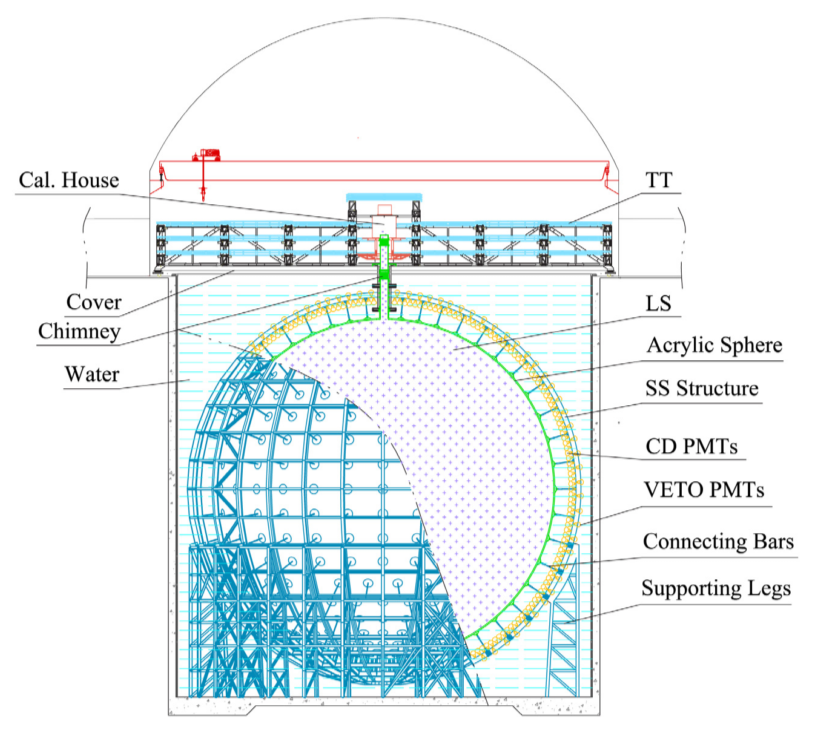 Cal. House
TT
Cover
Chimney
Water
LS
Acrylic Sphere
SS Structure
CD PMTs
VETO PMTs
Connecting Bars
Supporting Legs